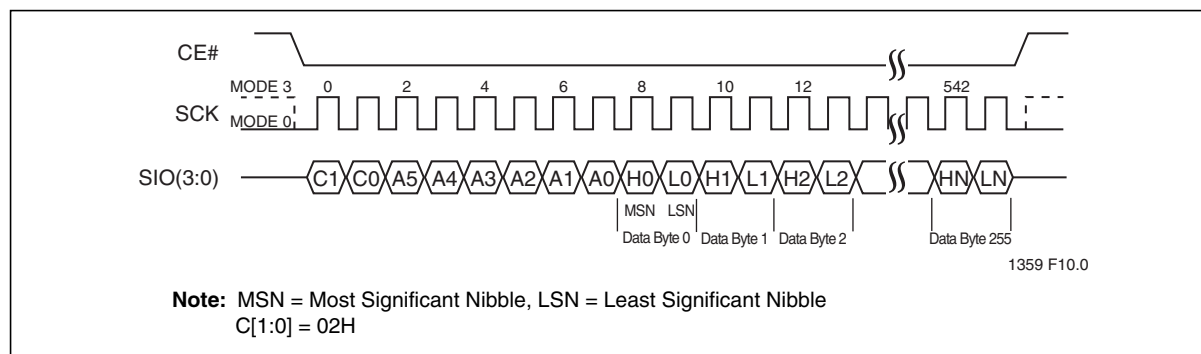 CE#
MODE 3 0 2 4 6 8 10 12 542
SCK
MODE 0
SIO(3:0) C1 C0 A5 A4 A3 A2 A1 A0 H0 L0 H1 L1 H2 L2 HN LN
MSN LSN
Data Byte 0 Data Byte 1 Data Byte 2 Data Byte 255
1359 F10.0
Note: MSN = Most Significant Nibble, LSN = Least Significant Nibble
C[1:0] = 02H